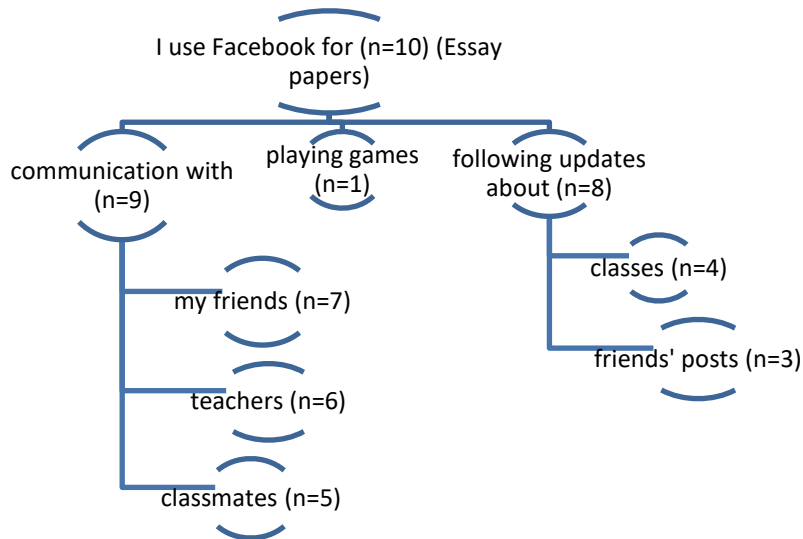 I use Facebook for (n=10) (Essay
papers)
communication with
(n=9)
playing games
(n=1)
following updates
about (n=8)
my friends (n=7)
teachers (n=6)
classmates (n=5)
classes (n=4)
friends' posts (n=3)